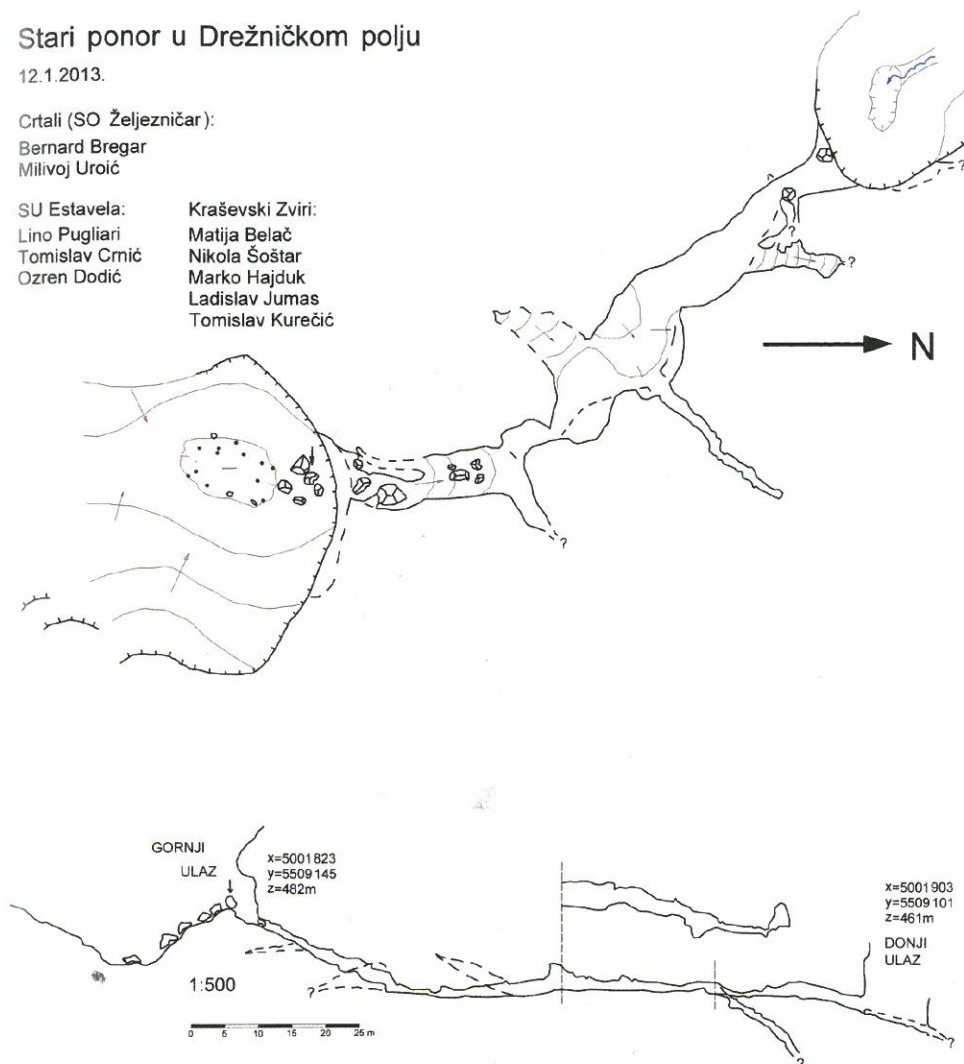 Stari ponor u Drežničkom polju
12.1.2013.
Crtali (SO Željezničar):
Bernard Bregar
Milivoj Uroić
SU Estavela:
Lino Pugliari
Tomislav Crnić
Ozren Dodić
Kraševski Zviri:
Matija Belač
Nikola Šoštar
Marko Hajduk
Ladislav Jumas
Tomislav Kurečić
?
?
?
?
N
?
GORNJI
ULAZ
x=5001823
y=5509145
z=482m
x=5001903
y=5509101
z=461m
DONJI
ULAZ
?
1:500
0 5 10 15 20 25 m
?
?